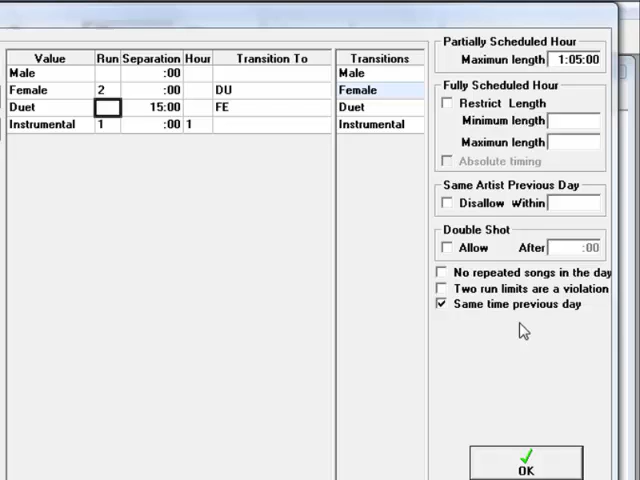 Value Run Separation Hour Transition To
Male :00
Female 2 :00 DU
Duet 15:00 FE
Instrumental 1 :00 1
Transitions
Male
Female
Duet
Instrumental
Partially Scheduled Hour
Maximun length 1:05:00
Fully Scheduled Hour
Restrict Length
Minimum length
Maximun length
Absolute timing
Same Artist Previous Day
Disallow Within
Double Shot
Allow After :00
No repeated songs in the day
Two run limits are a violation
Same time previous day
OK